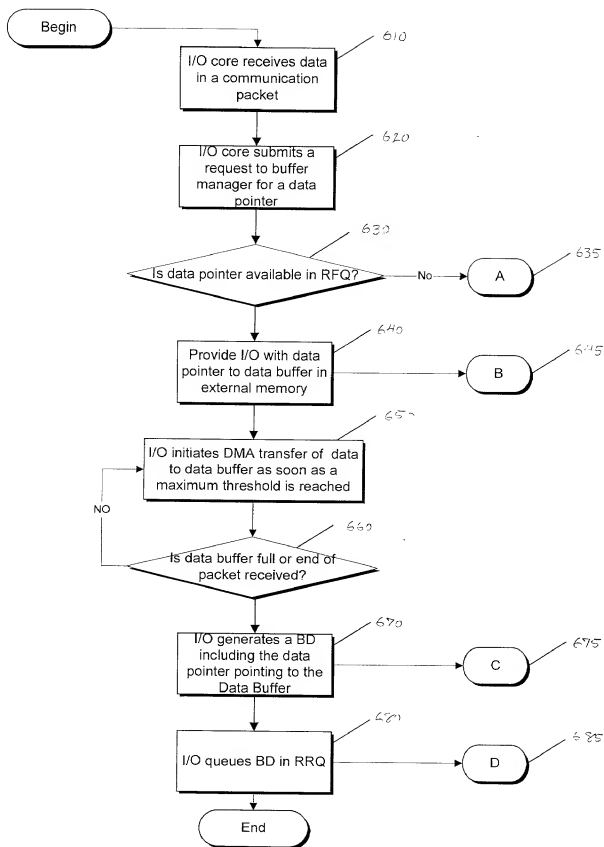 Begin
610
I/O core receives data
in a communication
packet
620
I/O core submits a
request to buffer
manager for a data
pointer
630
Is data pointer available in RFQ?
No
A
635
640
Provide I/O with data
pointer to data buffer in
external memory
B
645
650
I/O initiates DMA transfer of data
to data buffer as soon as a
maximum threshold is reached
NO
660
Is data buffer full or end of
packet received?
670
I/O generates a BD
including the data
pointer pointing to the
Data Buffer
C
675
680
I/O queues BD in RRQ
D
685
End